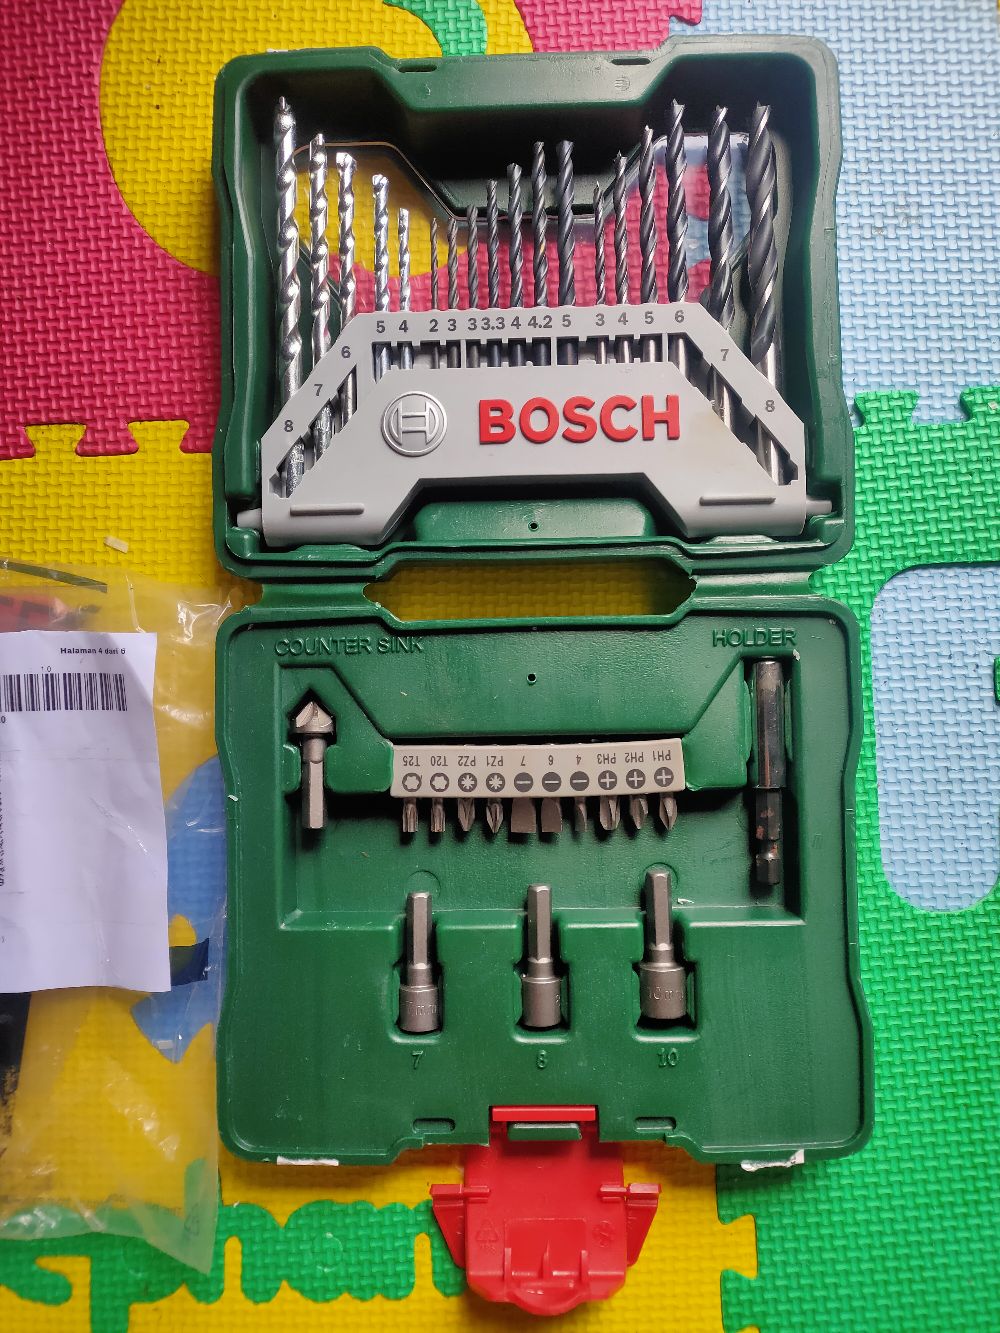 5 4 2 3 3 3.3 4 4.2 5 3 4 5 6
6
7
7
8
8
BOSCH
COUNTER SINK
HOLDER
T25 T20 PZ2 PZ1 7 6 4 PH3 PH2 PH1
7 8 10
Halaman 4 dari 6